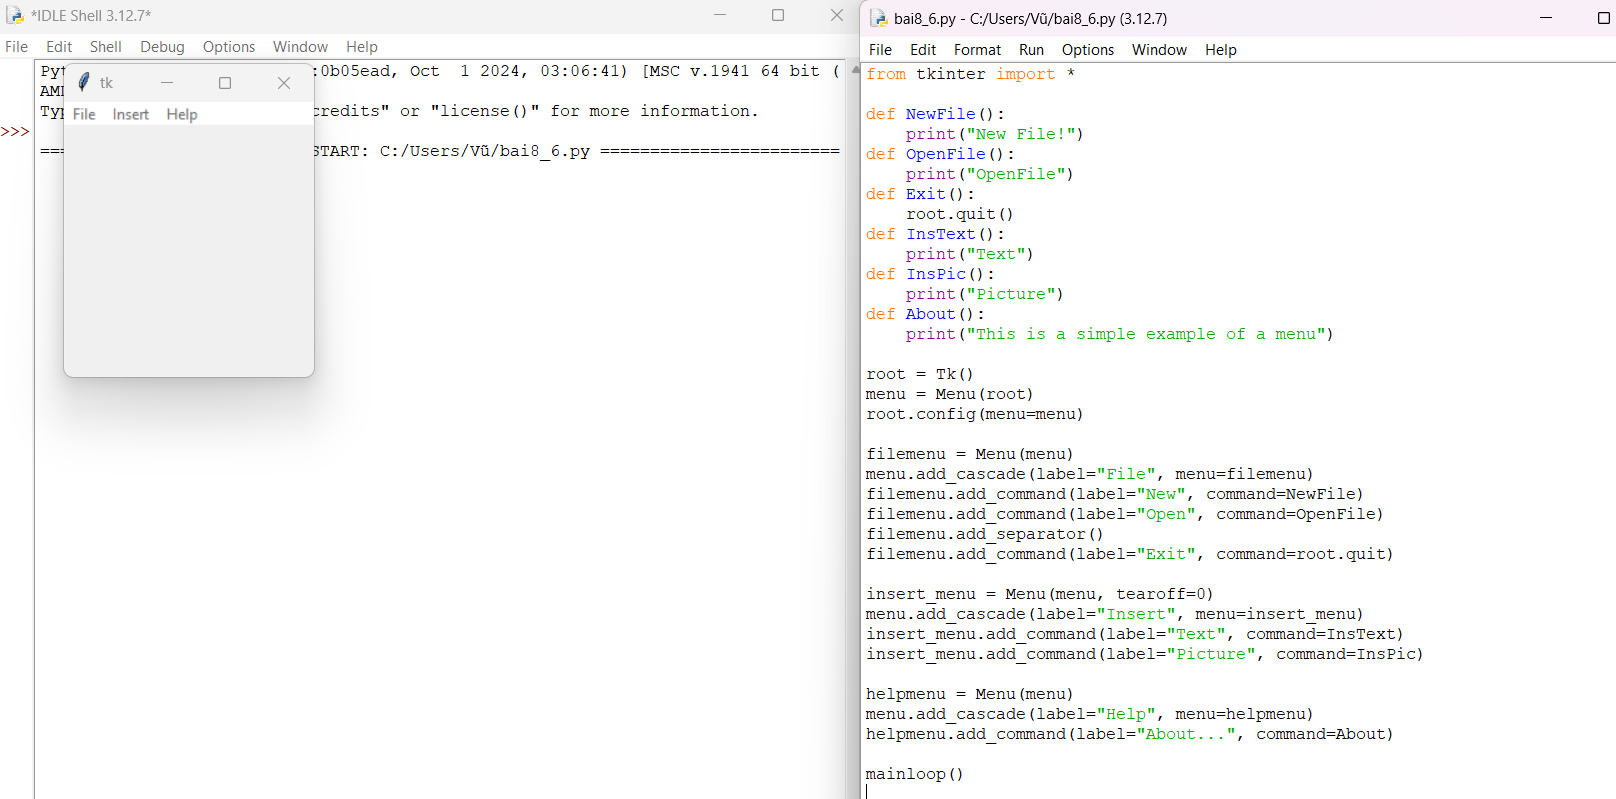 *IDLE Shell 3.12.7*
File Edit Shell Debug Options Window Help
:0b05ead, Oct  1 2024, 03:06:41) [MSC v.1941 64 bit (
credits" or "license()" for more information.
>>>
START: C:/Users/Vũ/bai8_6.py ========================
tk
File Insert Help
bai8_6.py - C:/Users/Vũ/bai8_6.py (3.12.7)
File Edit Format Run Options Window Help
from tkinter import *
def NewFile():
    print("New File!")
def OpenFile():
    print("OpenFile")
def Exit():
    root.quit()
def InsText():
    print("Text")
def InsPic():
    print("Picture")
def About():
    print("This is a simple example of a menu")
root = Tk()
menu = Menu(root)
root.config(menu=menu)
filemenu = Menu(menu)
menu.add_cascade(label="File", menu=filemenu)
filemenu.add_command(label="New", command=NewFile)
filemenu.add_command(label="Open", command=OpenFile)
filemenu.add_separator()
filemenu.add_command(label="Exit", command=root.quit)
insert_menu = Menu(menu, tearoff=0)
menu.add_cascade(label="Insert", menu=insert_menu)
insert_menu.add_command(label="Text", command=InsText)
insert_menu.add_command(label="Picture", command=InsPic)
helpmenu = Menu(menu)
menu.add_cascade(label="Help", menu=helpmenu)
helpmenu.add_command(label="About...", command=About)
mainloop()